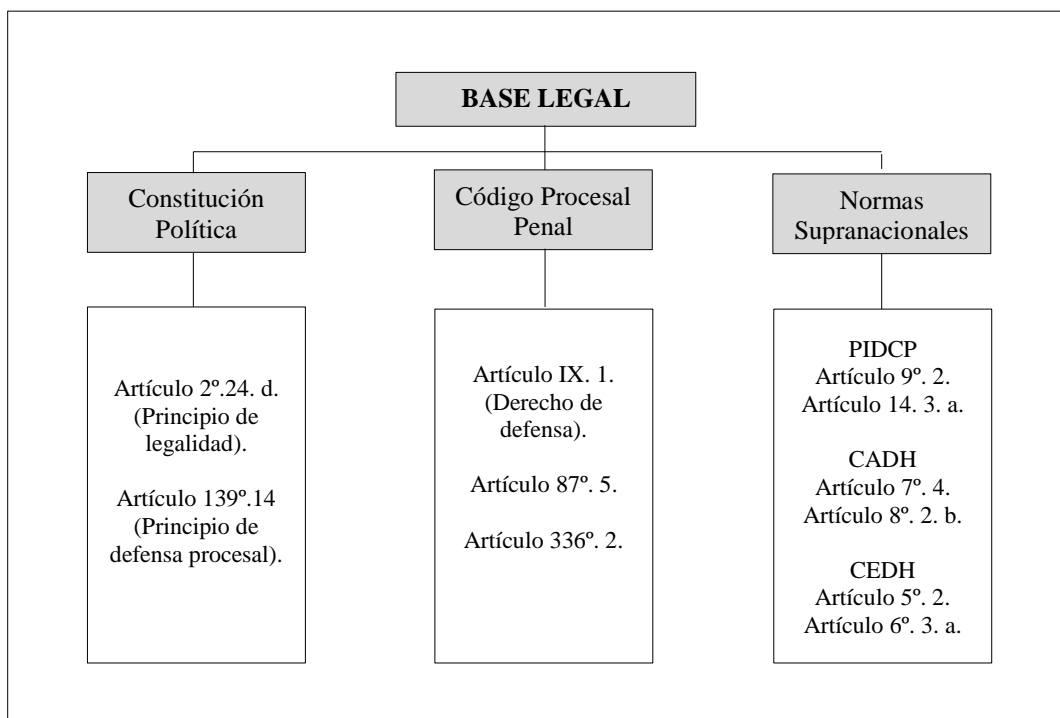 BASE LEGAL
Constitución
Política
Código Procesal
Penal
Normas
Supranacionales
Artículo 2º.24. d.
(Principio de
legalidad).
Artículo 139º.14
(Principio de
defensa procesal).
Artículo IX. 1.
(Derecho de
defensa).
Artículo 87º. 5.
Artículo 336º. 2.
PIDCP
Artículo 9º. 2.
Artículo 14. 3. a.
CADH
Artículo 7º. 4.
Artículo 8º. 2. b.
CEDH
Artículo 5º. 2.
Artículo 6º. 3. a.